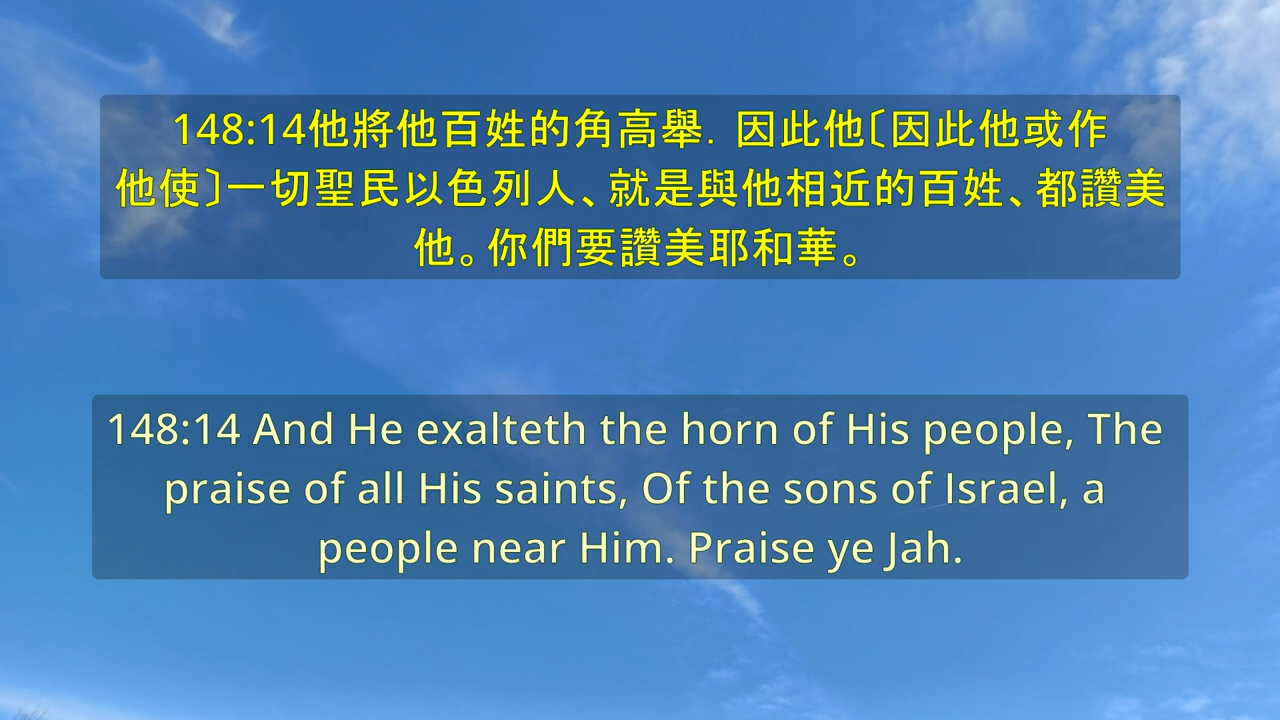 148:14他將他百姓的角高舉．因此他〔因此他或作
他使〕一切聖民以色列人、就是與他相近的百姓、都讚美
他。你們要讚美耶和華。
148:14 And He exalteth the horn of His people, The
praise of all His saints, Of the sons of Israel, a
people near Him. Praise ye Jah.